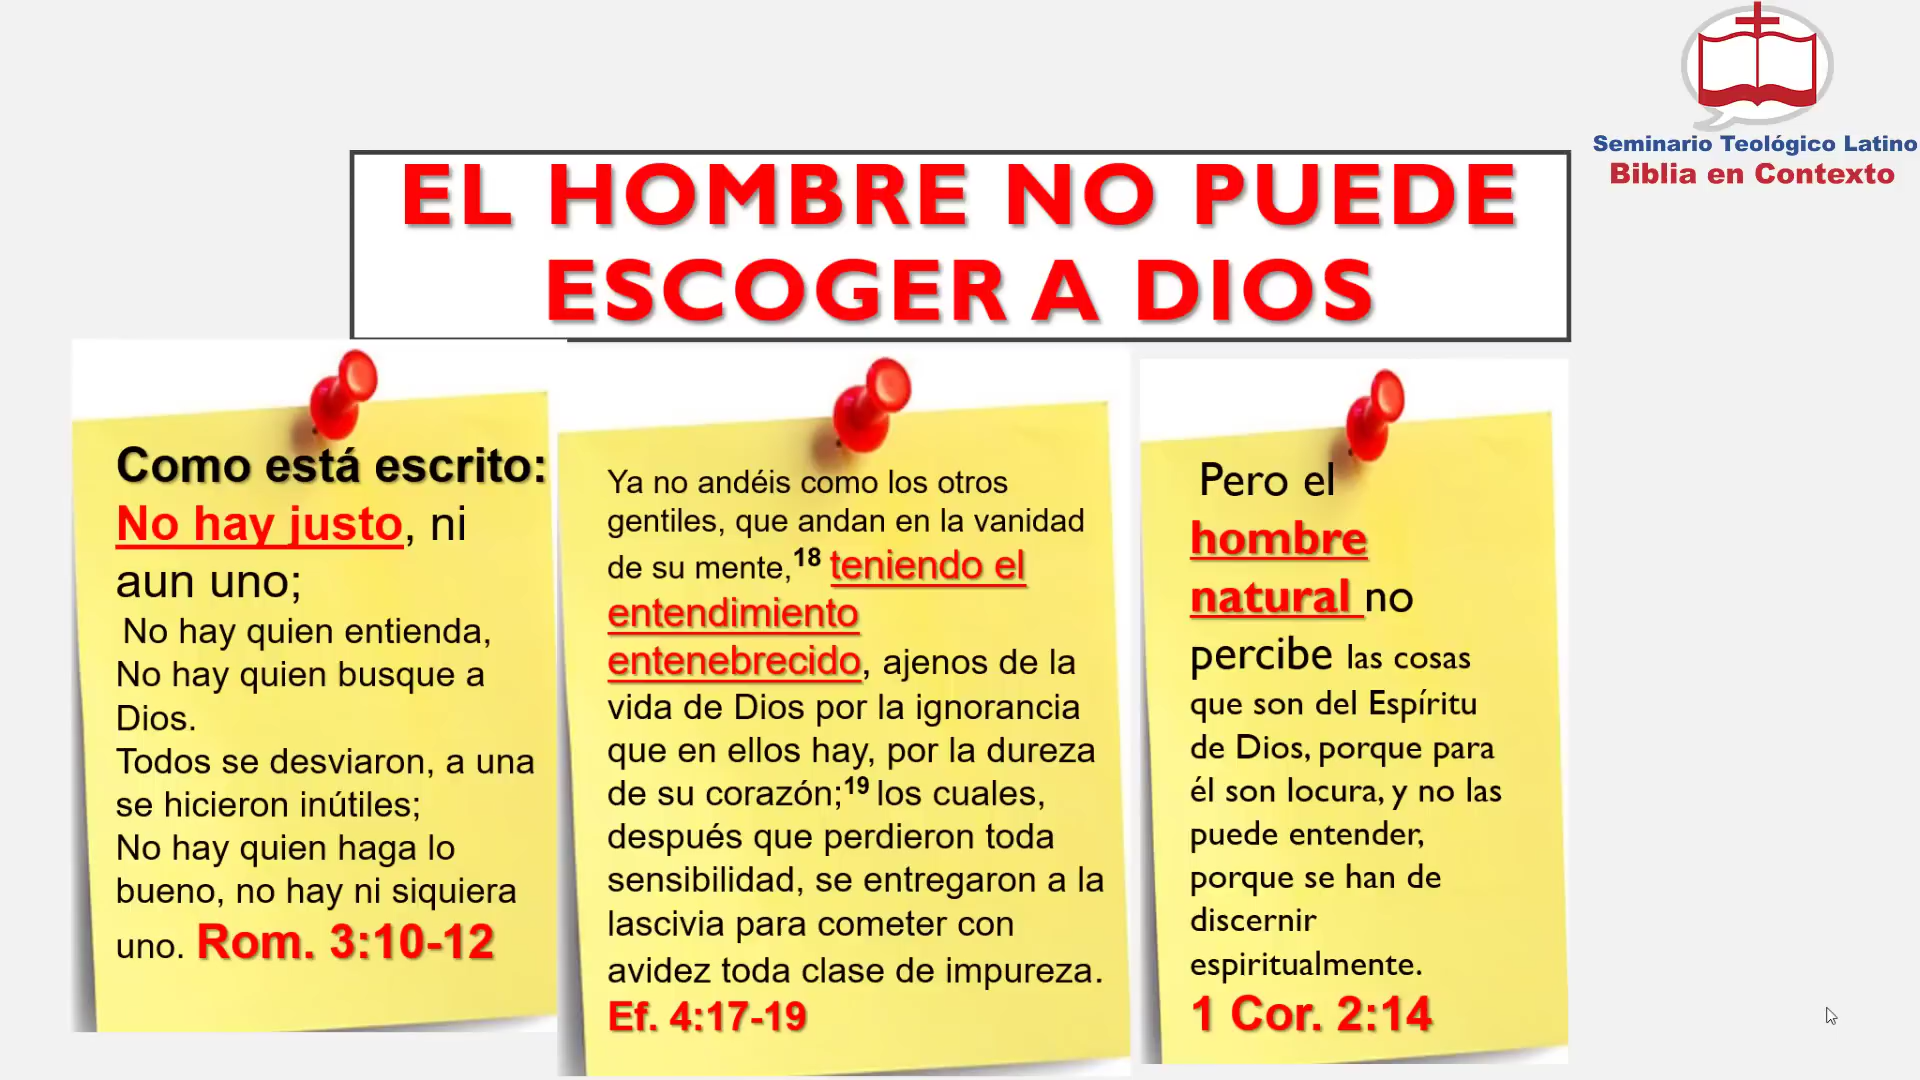 Seminario Teológico Latino
Biblia en Contexto
EL HOMBRE NO PUEDE
ESCOGER A DIOS
Como está escrito:
No hay justo, ni
aun uno;
No hay quien entienda,
No hay quien busque a
Dios.
Todos se desviaron, a una
se hicieron inútiles;
No hay quien haga lo
bueno, no hay ni siquiera
uno. Rom. 3:10-12
Ya no andéis como los otros
gentiles, que andan en la vanidad
de su mente,18 teniendo el
entendimiento
entenebrecido, ajenos de la
vida de Dios por la ignorancia
que en ellos hay, por la dureza
de su corazón;19 los cuales,
después que perdieron toda
sensibilidad, se entregaron a la
lascivia para cometer con
avidez toda clase de impureza.
Ef. 4:17-19
Pero el
hombre
natural no
percibe las cosas
que son del Espíritu
de Dios, porque para
él son locura, y no las
puede entender,
porque se han de
discernir
espiritualmente.
1 Cor. 2:14